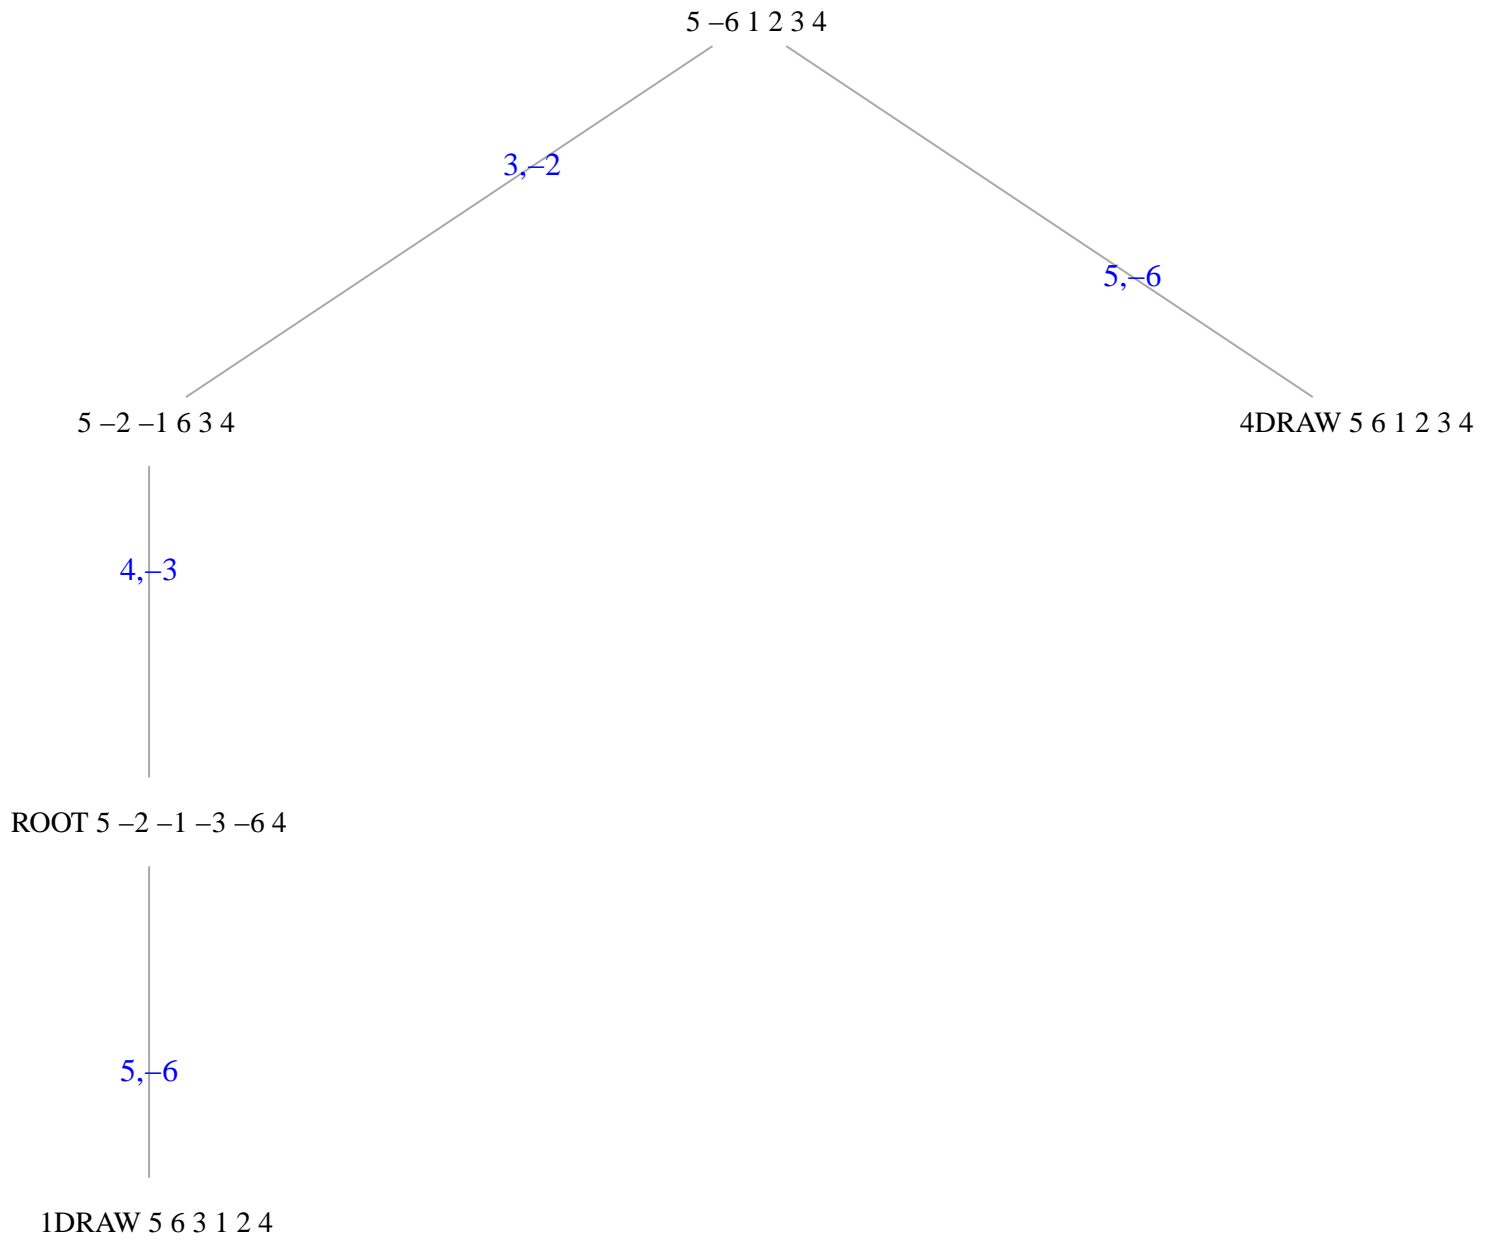 5 –6 1 2 3 4
3,–2
5,–6
5 –2 –1 6 3 4
4DRAW 5 6 1 2 3 4
4,–3
ROOT 5 –2 –1 –3 –6 4
5,–6
1DRAW 5 6 3 1 2 4